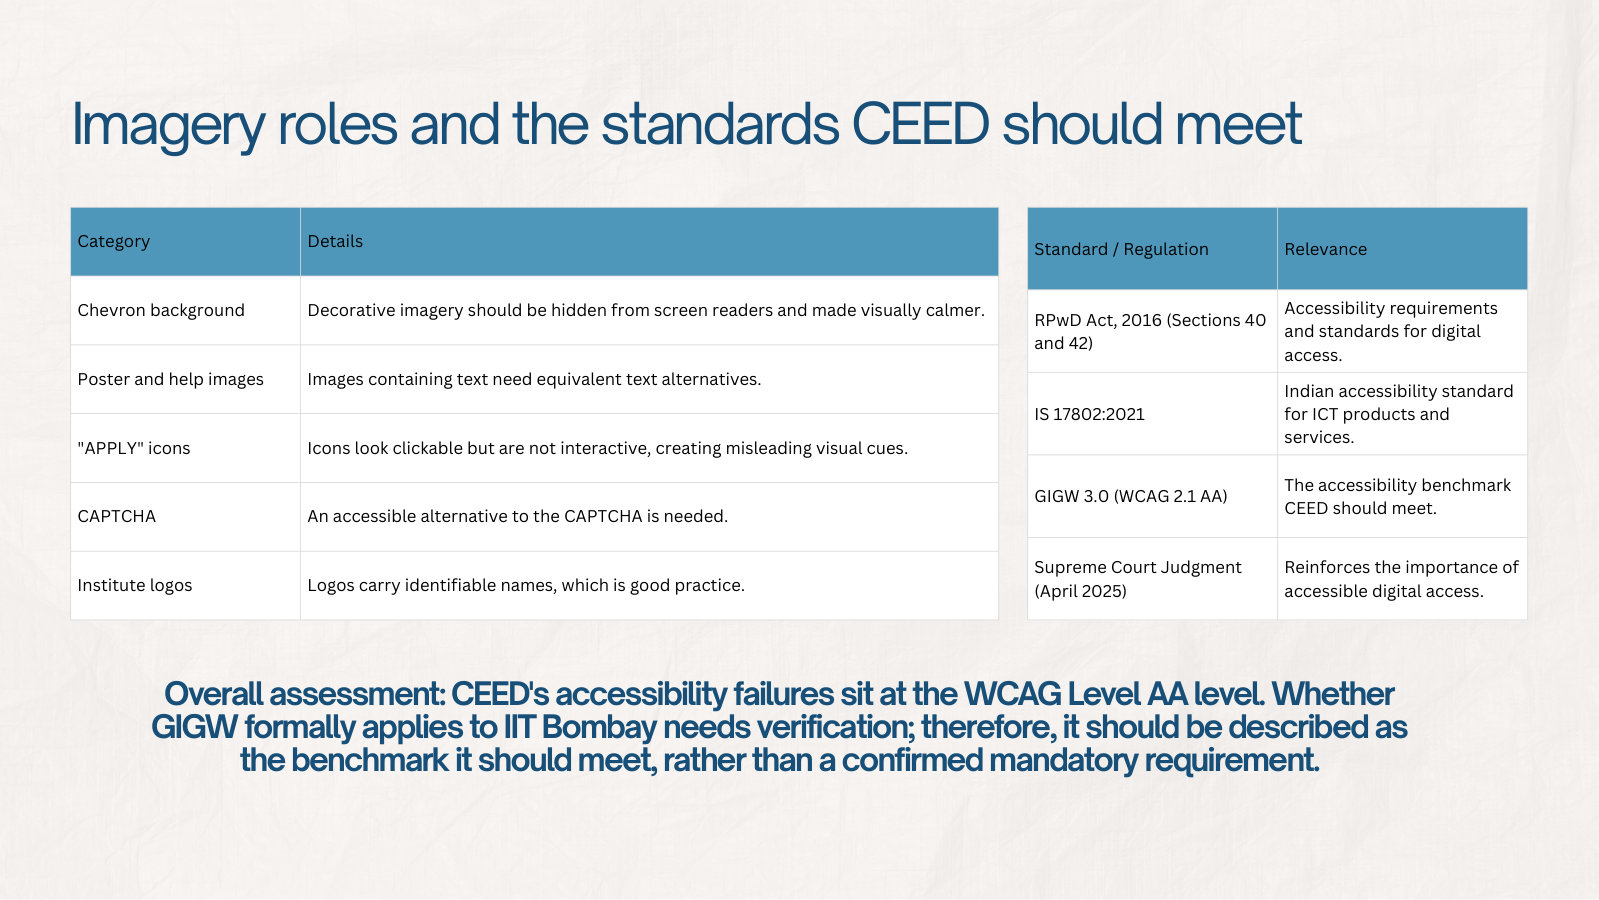 Imagery roles and the standards CEED should meet
Category
Details
Chevron background
Decorative imagery should be hidden from screen readers and made visually calmer.
Poster and help images
Images containing text need equivalent text alternatives.
"APPLY" icons
Icons look clickable but are not interactive, creating misleading visual cues.
CAPTCHA
An accessible alternative to the CAPTCHA is needed.
Institute logos
Logos carry identifiable names, which is good practice.
Standard / Regulation
Relevance
RPwD Act, 2016 (Sections 40
and 42)
Accessibility requirements
and standards for digital
access.
IS 17802:2021
Indian accessibility standard
for ICT products and
services.
GIGW 3.0 (WCAG 2.1 AA)
The accessibility benchmark
CEED should meet.
Supreme Court Judgment
(April 2025)
Reinforces the importance of
accessible digital access.
Overall assessment: CEED's accessibility failures sit at the WCAG Level AA level. Whether
GIGW formally applies to IIT Bombay needs verification; therefore, it should be described as
the benchmark it should meet, rather than a confirmed mandatory requirement.